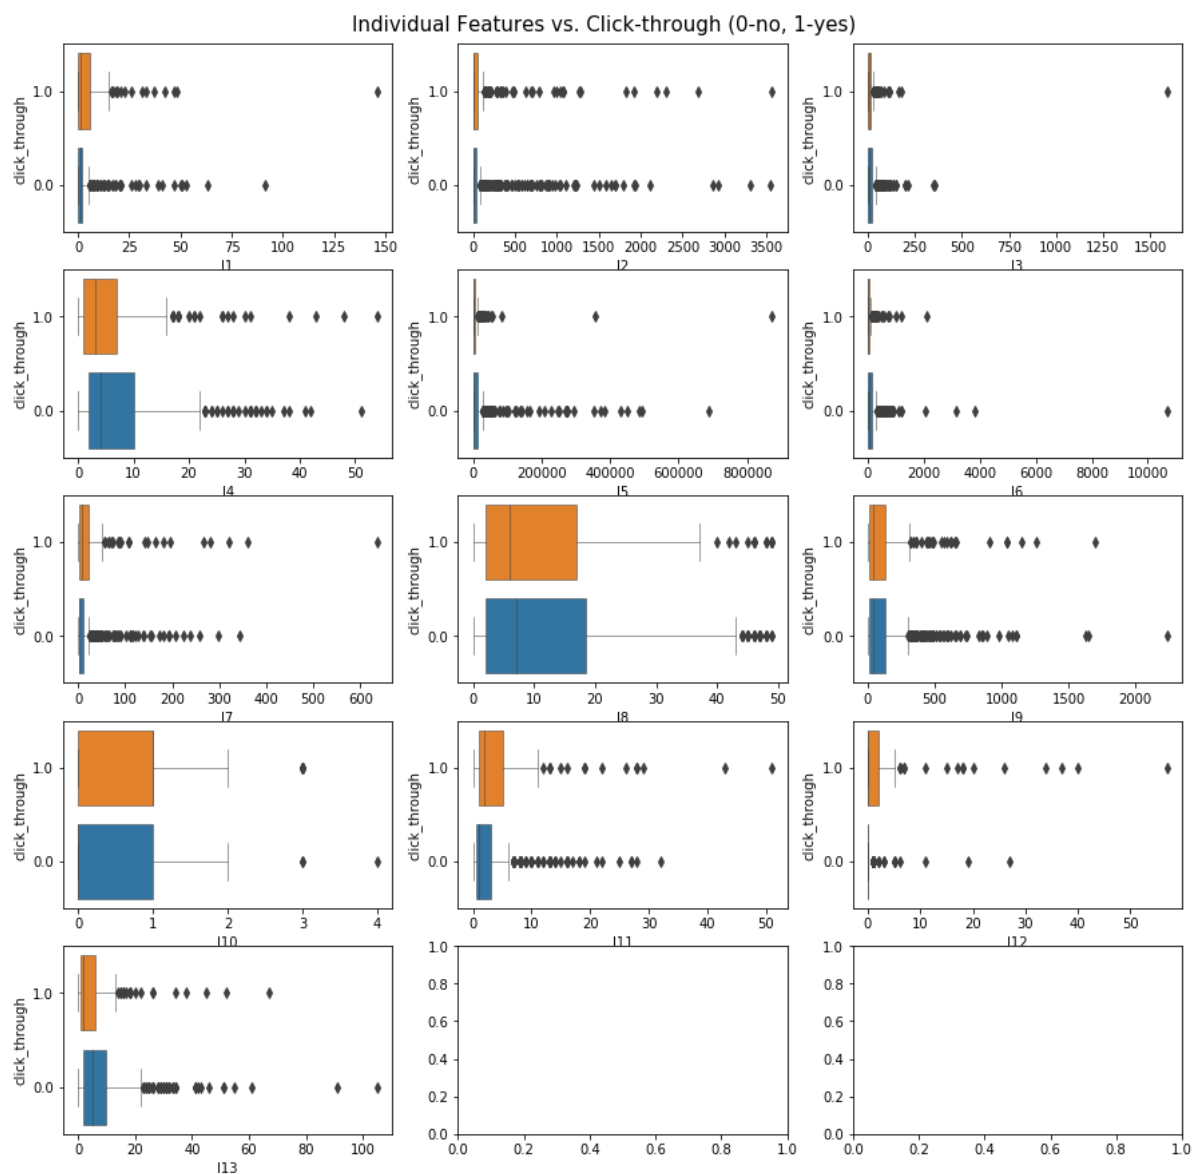 Individual Features vs. Click-through (0-no, 1-yes)
click_through
1.0
0.0
0 25 50 75 100 125 150
I1
click_through
1.0
0.0
0 500 1000 1500 2000 2500 3000 3500
I2
click_through
1.0
0.0
0 250 500 750 1000 1250 1500
I3
click_through
1.0
0.0
0 10 20 30 40 50
I4
click_through
1.0
0.0
0 200000 400000 600000 800000
I5
click_through
1.0
0.0
0 2000 4000 6000 8000 10000
I6
click_through
1.0
0.0
0 100 200 300 400 500 600
I7
click_through
1.0
0.0
0 10 20 30 40 50
I8
click_through
1.0
0.0
0 500 1000 1500 2000
I9
click_through
1.0
0.0
0 1 2 3 4
I10
click_through
1.0
0.0
0 10 20 30 40 50
I11
click_through
1.0
0.0
0 10 20 30 40 50
I12
click_through
1.0
0.0
0 20 40 60 80 100
I13
1.0
0.8
0.6
0.4
0.2
0.0
0.0 0.2 0.4 0.6 0.8 1.0
1.0
0.8
0.6
0.4
0.2
0.0
0.0 0.2 0.4 0.6 0.8 1.0